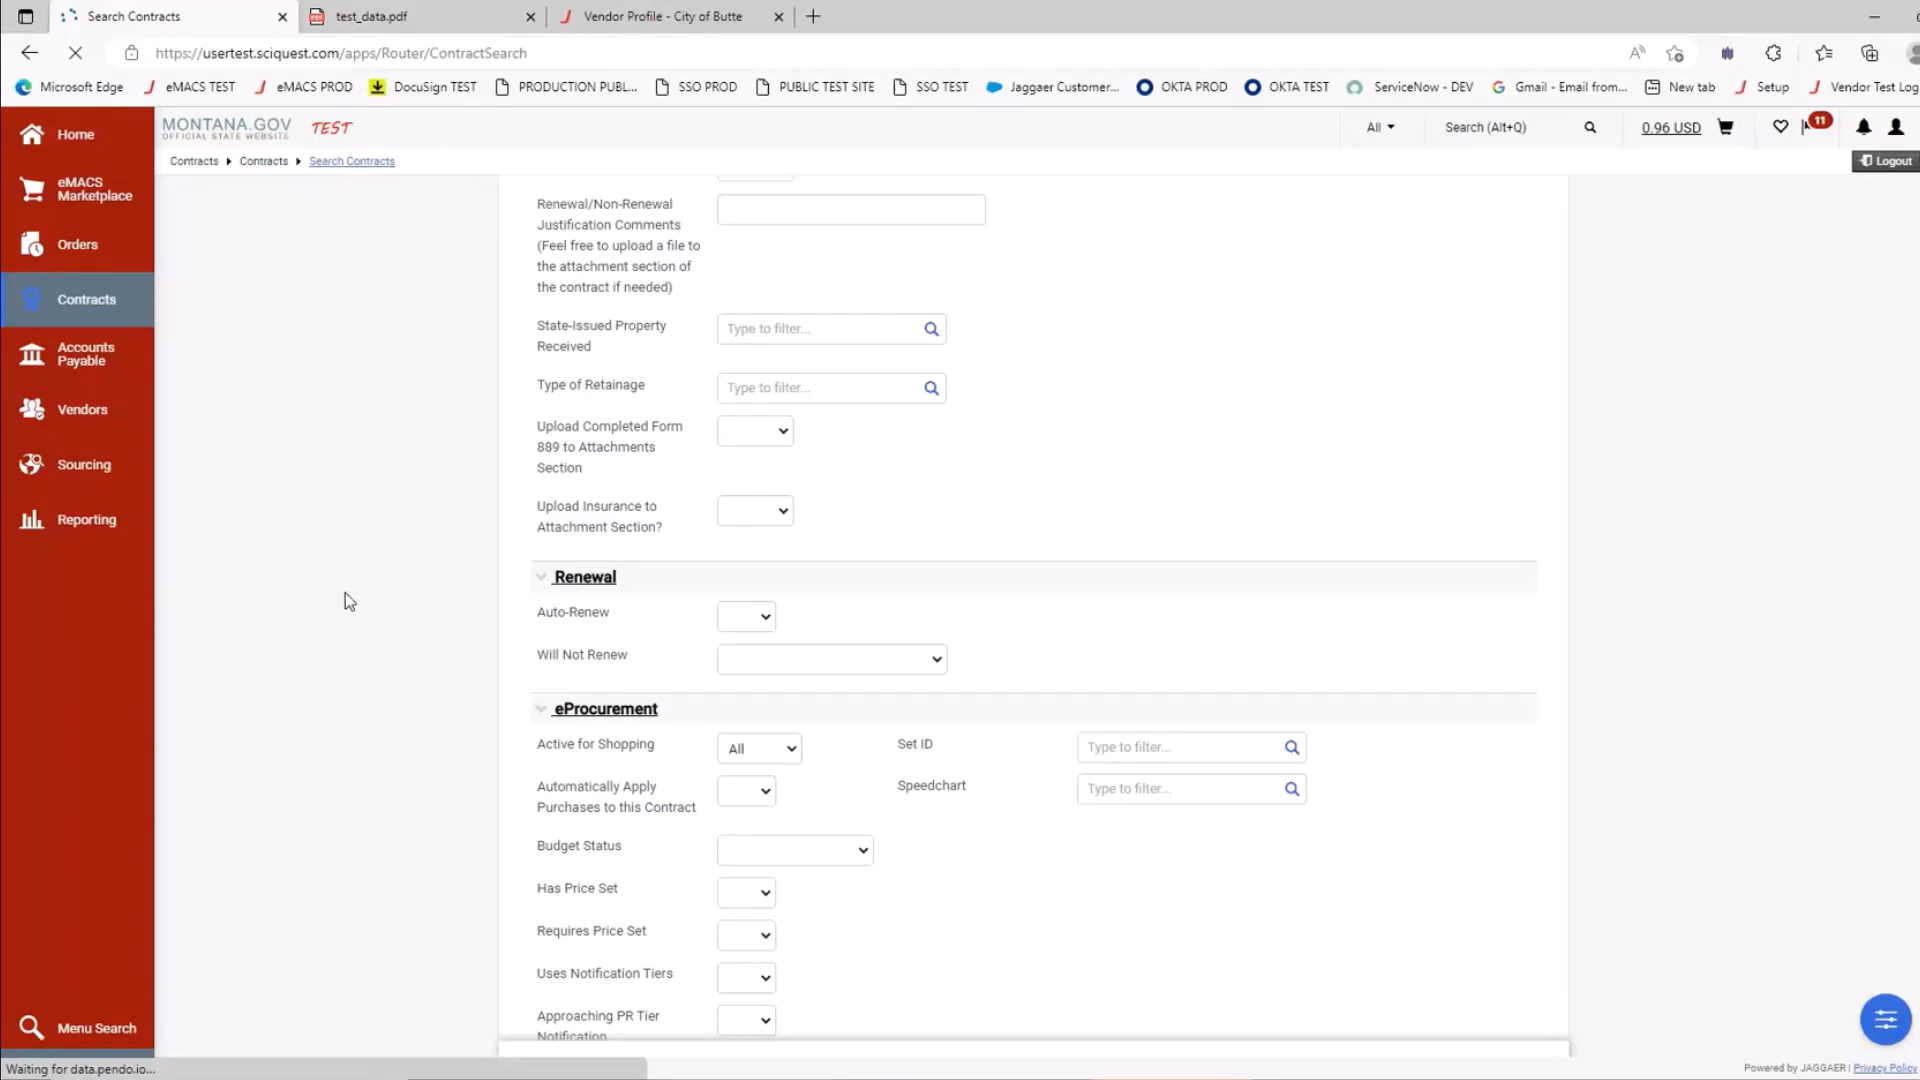 Search Contracts
test_data.pdf
Vendor Profile - City of Butte
https://usertest.sciquest.com/apps/Router/ContractSearch
Microsoft Edge
eMACS TEST
eMACS PROD
DocuSign TEST
PRODUCTION PUBL...
SSO PROD
PUBLIC TEST SITE
SSO TEST
Jaggaer Customer...
OKTA PROD
OKTA TEST
ServiceNow - DEV
Gmail - Email from...
New tab
Setup
Vendor Test Log
Home
MONTANA.GOV
OFFICIAL STATE WEBSITE
TEST
All
Search (Alt+Q)
0.96 USD
11
Contracts
Contracts
Search Contracts
Logout
eMACS
Marketplace
Orders
Contracts
Accounts
Payable
Vendors
Sourcing
Reporting
Menu Search
Renewal/Non-Renewal
Justification Comments
(Feel free to upload a file to
the attachment section of
the contract if needed)
State-Issued Property
Received
Type to filter...
Type of Retainage
Type to filter...
Upload Completed Form
889 to Attachments
Section
Upload Insurance to
Attachment Section?
Renewal
Auto-Renew
Will Not Renew
eProcurement
Active for Shopping
All
Set ID
Type to filter...
Automatically Apply
Purchases to this Contract
Speedchart
Type to filter...
Budget Status
Has Price Set
Requires Price Set
Uses Notification Tiers
Approaching PR Tier
Notification
Waiting for data.pendo.io...
Powered by JAGGAER | Privacy Policy